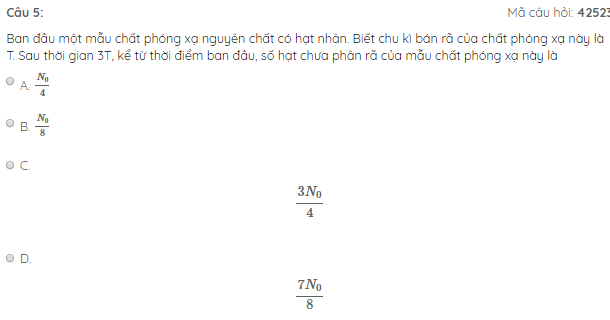 Câu 5: Mã câu hỏi: 42523
Ban đầu một mẫu chất phóng xạ nguyên chất có hạt nhân. Biết chu kì bán rã của chất phóng xạ này là
T. Sau thời gian 3T, kể từ thời điểm ban đầu, số hạt chưa phân rã của mẫu chất phóng xạ này là
A. N₀/4
B. N₀/8
C.
3N₀/4
D.
7N₀/8